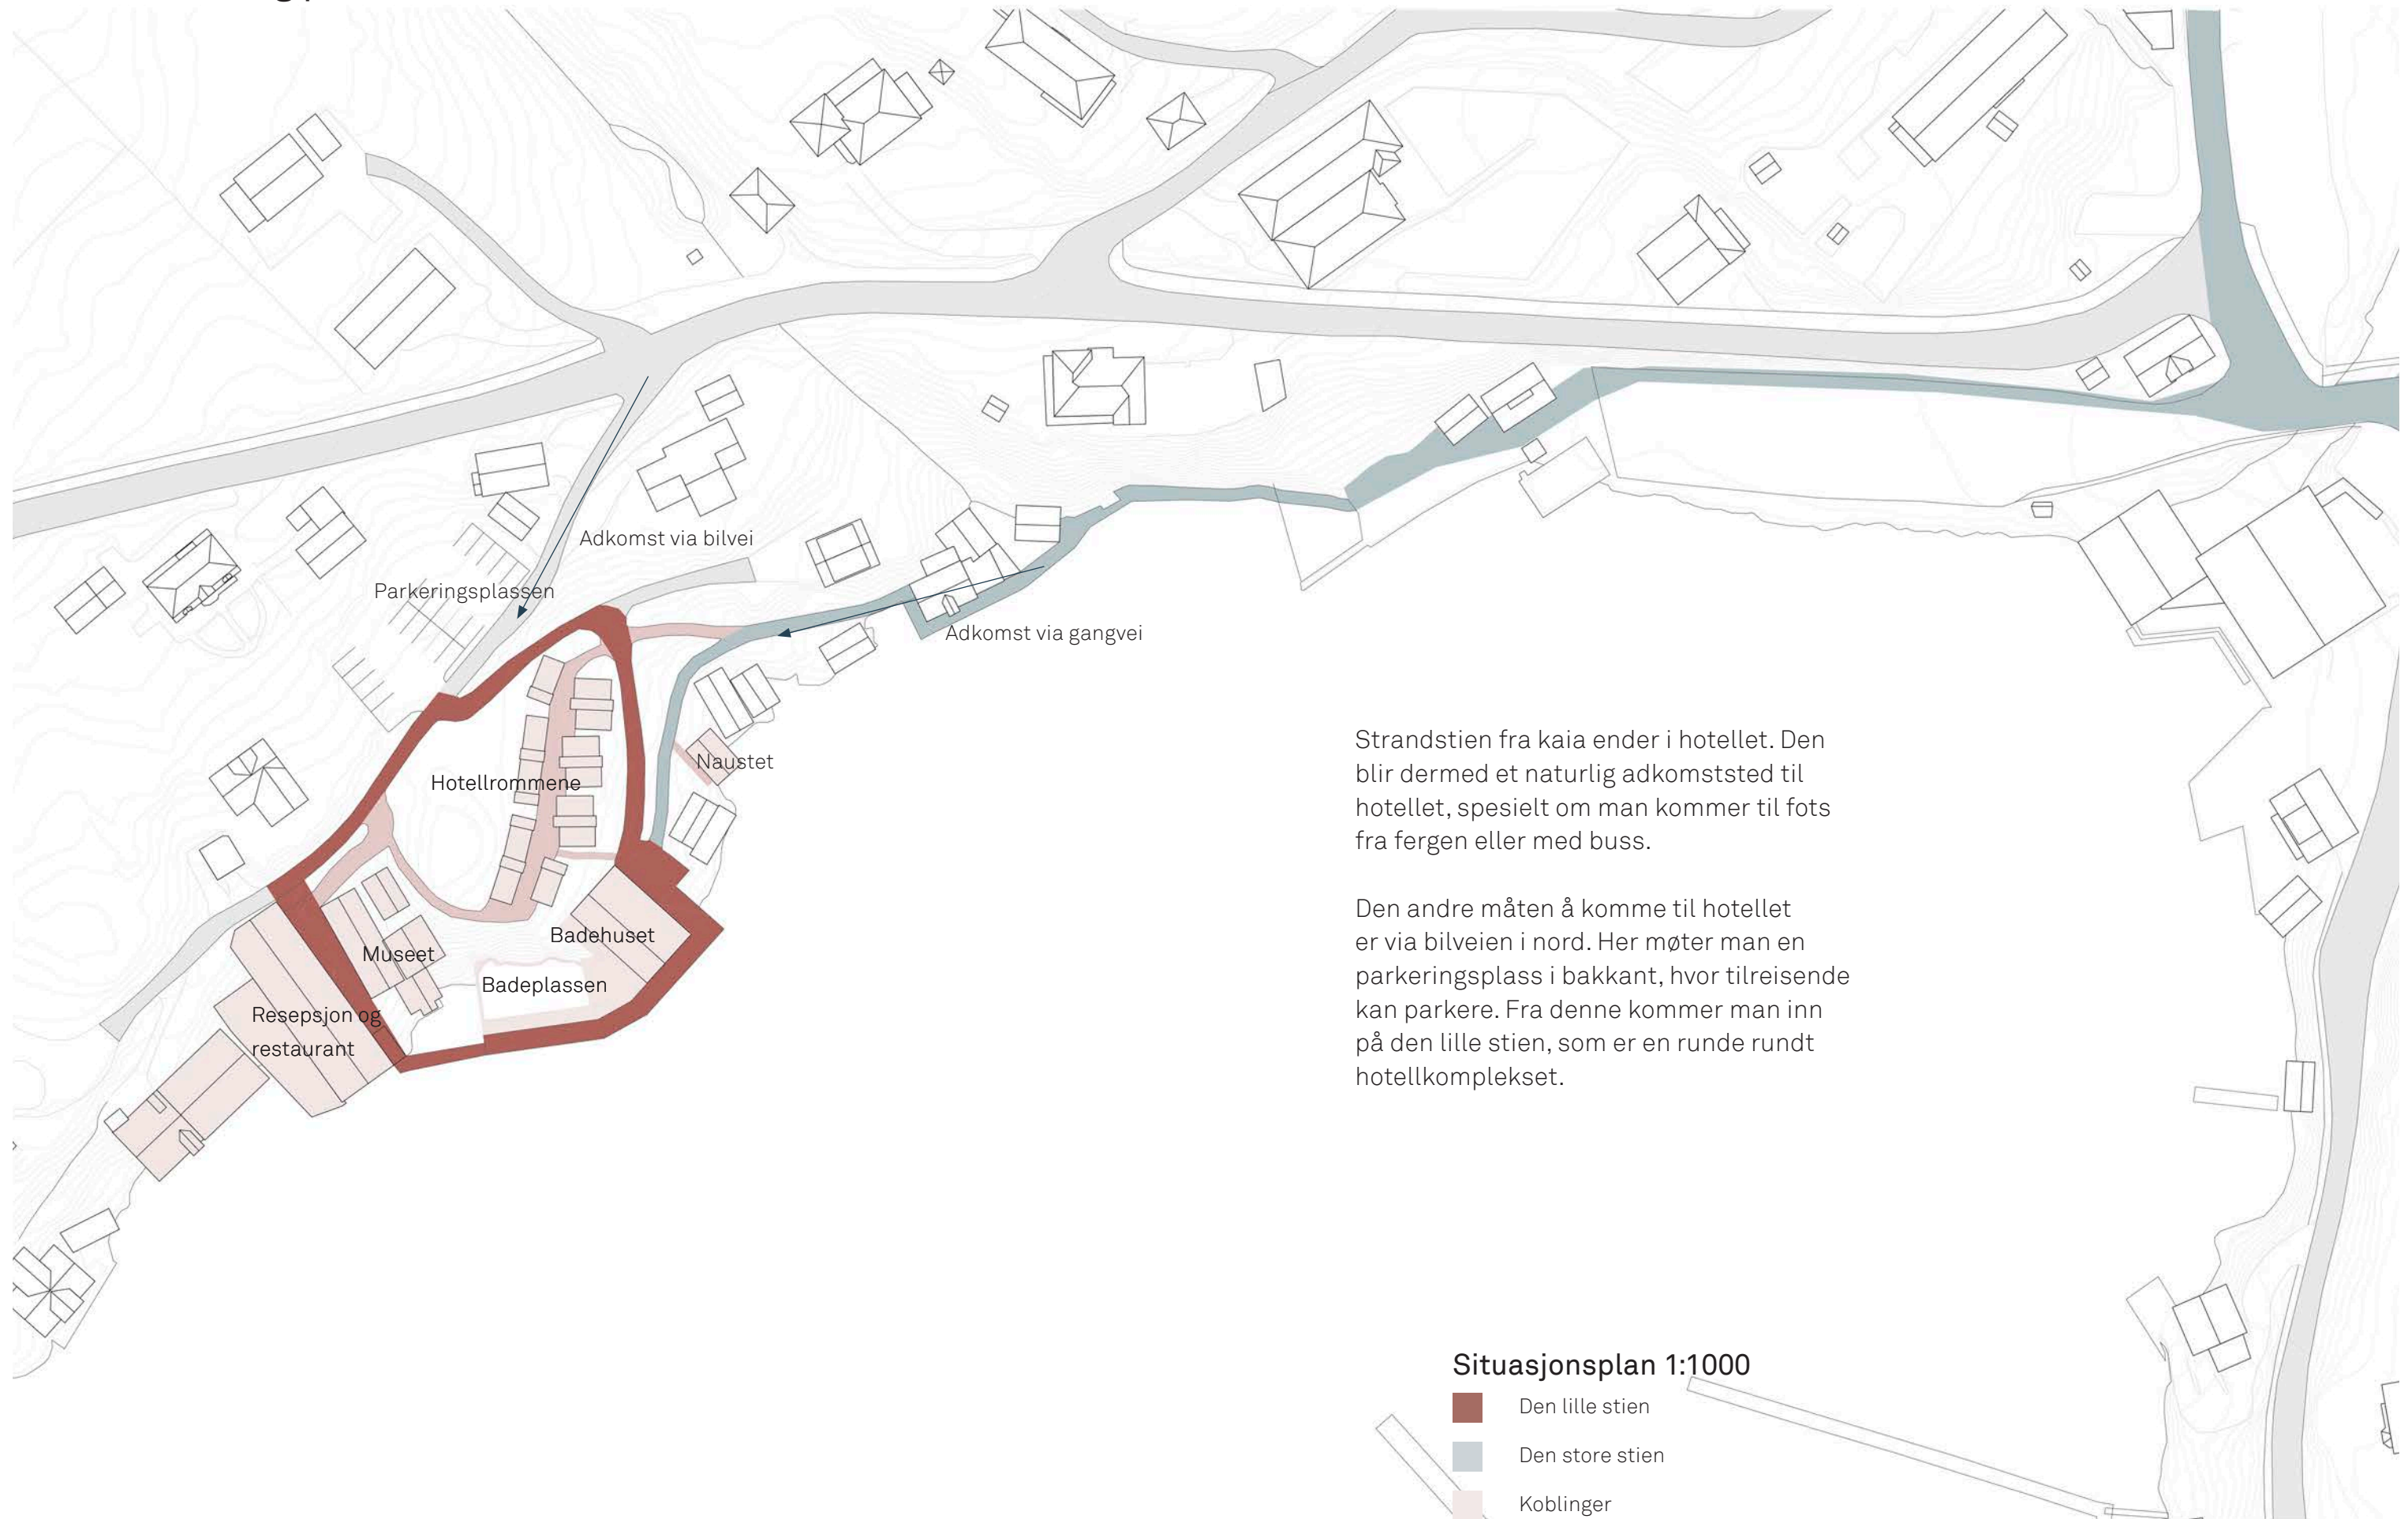 Adkomst via bilvei
Parkeringsplassen
Adkomst via gangvei
Naustet
Hotellrommene
Badehuset
Museet
Badeplassen
Resepsjon og
restaurant
Strandstien fra kaia ender i hotellet. Den
blir dermed et naturlig adkomststed til
hotellet, spesielt om man kommer til fots
fra fergen eller med buss.
Den andre måten å komme til hotellet
er via bilveien i nord. Her møter man en
parkeringsplass i bakkant, hvor tilreisende
kan parkere. Fra denne kommer man inn
på den lille stien, som er en runde rundt
hotellkomplekset.
Situasjonsplan 1:1000
Den lille stien
Den store stien
Koblinger